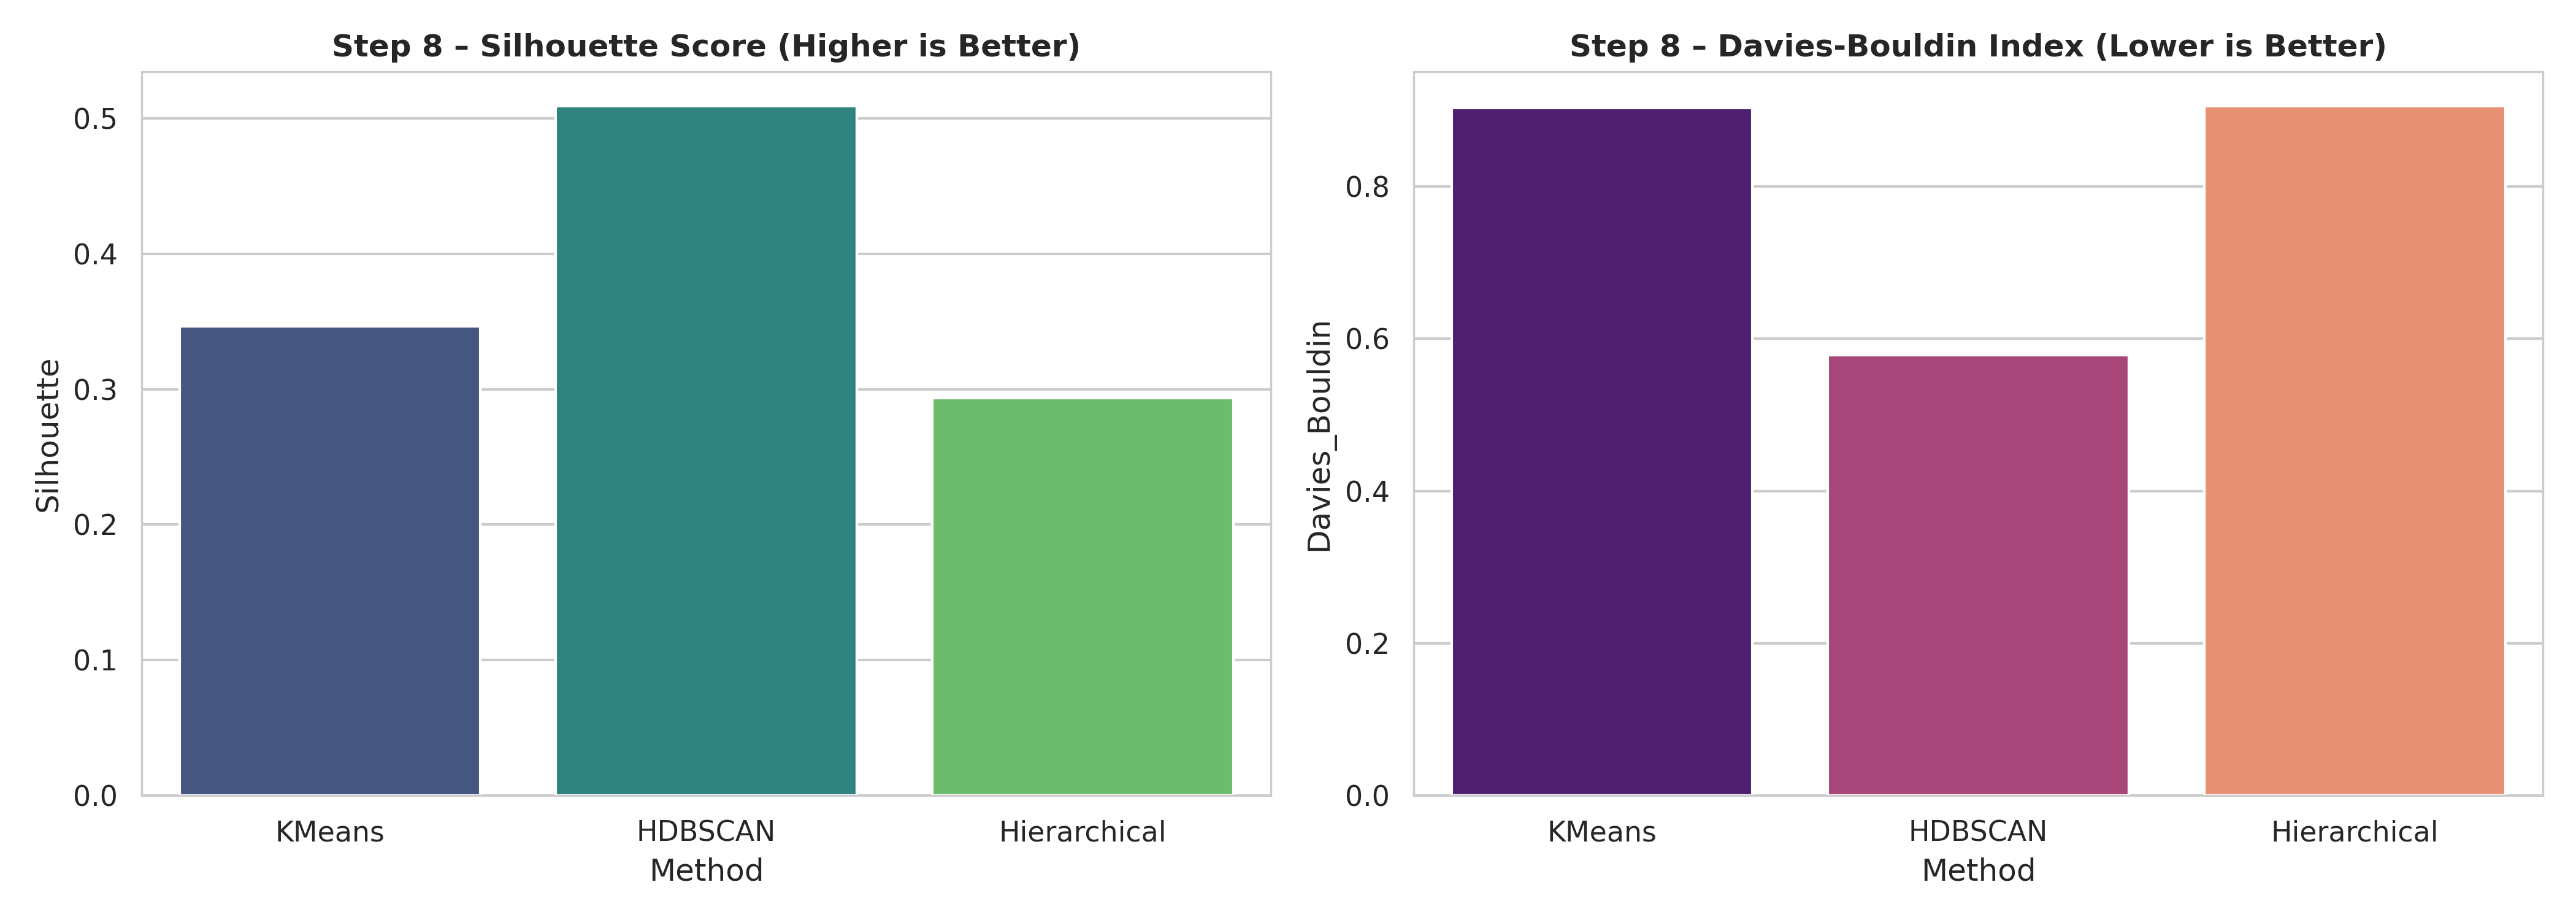 Step 8 – Silhouette Score (Higher is Better)
Silhouette
0.5
0.4
0.3
0.2
0.1
0.0
KMeans
HDBSCAN
Hierarchical
Method
Step 8 – Davies-Bouldin Index (Lower is Better)
Davies_Bouldin
0.8
0.6
0.4
0.2
0.0
KMeans
HDBSCAN
Hierarchical
Method